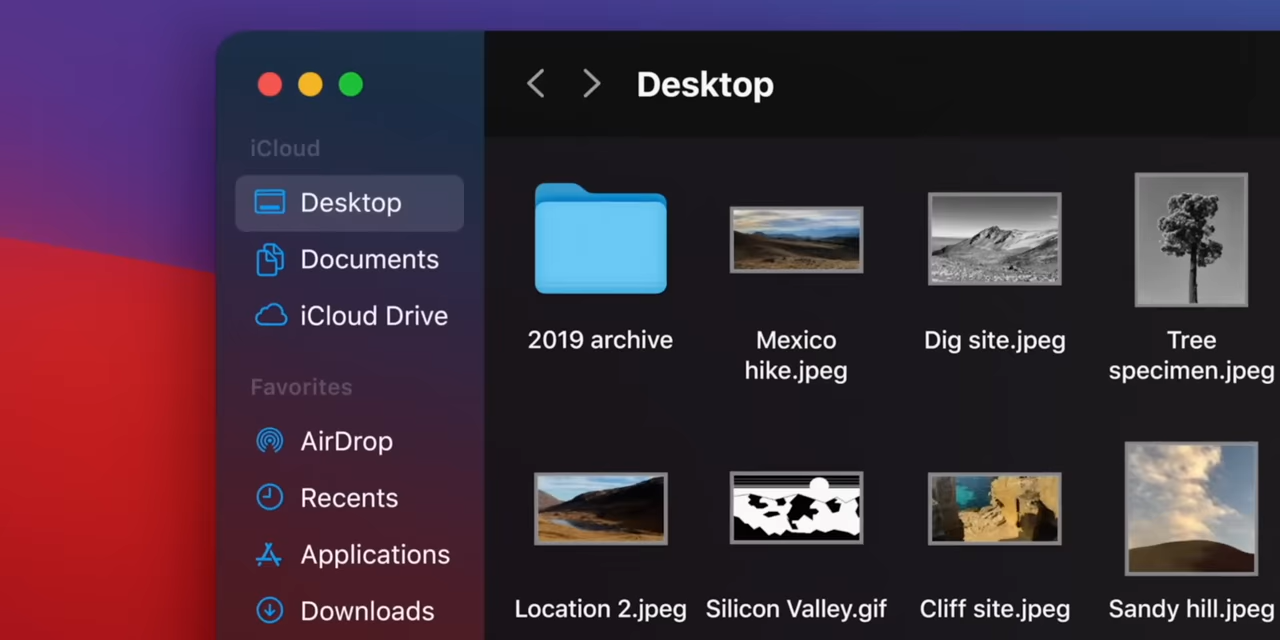 Desktop
iCloud
Desktop
Documents
iCloud Drive
Favorites
AirDrop
Recents
Applications
Downloads
2019 archive
Mexico
hike.jpeg
Dig site.jpeg
Tree
specimen.jpeg
Location 2.jpeg
Silicon Valley.gif
Cliff site.jpeg
Sandy hill.jpeg